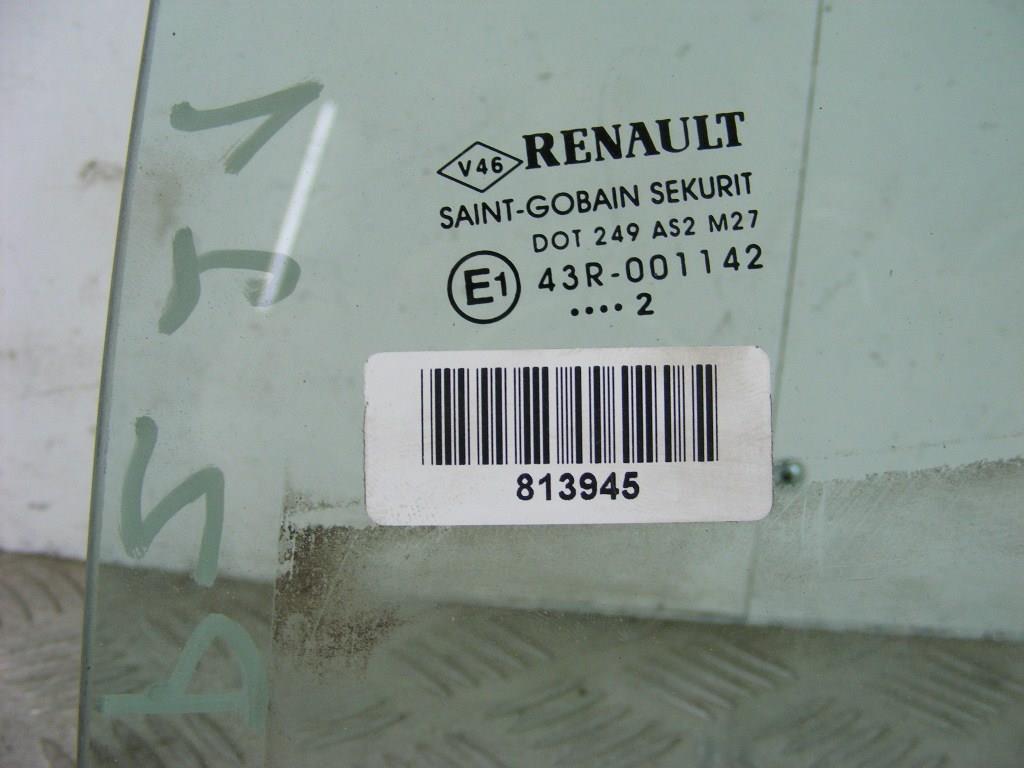 V46 RENAULT
SAINT-GOBAIN SEKURIT
DOT 249 AS2 M27
E1 43R-001142
.... 2
813945